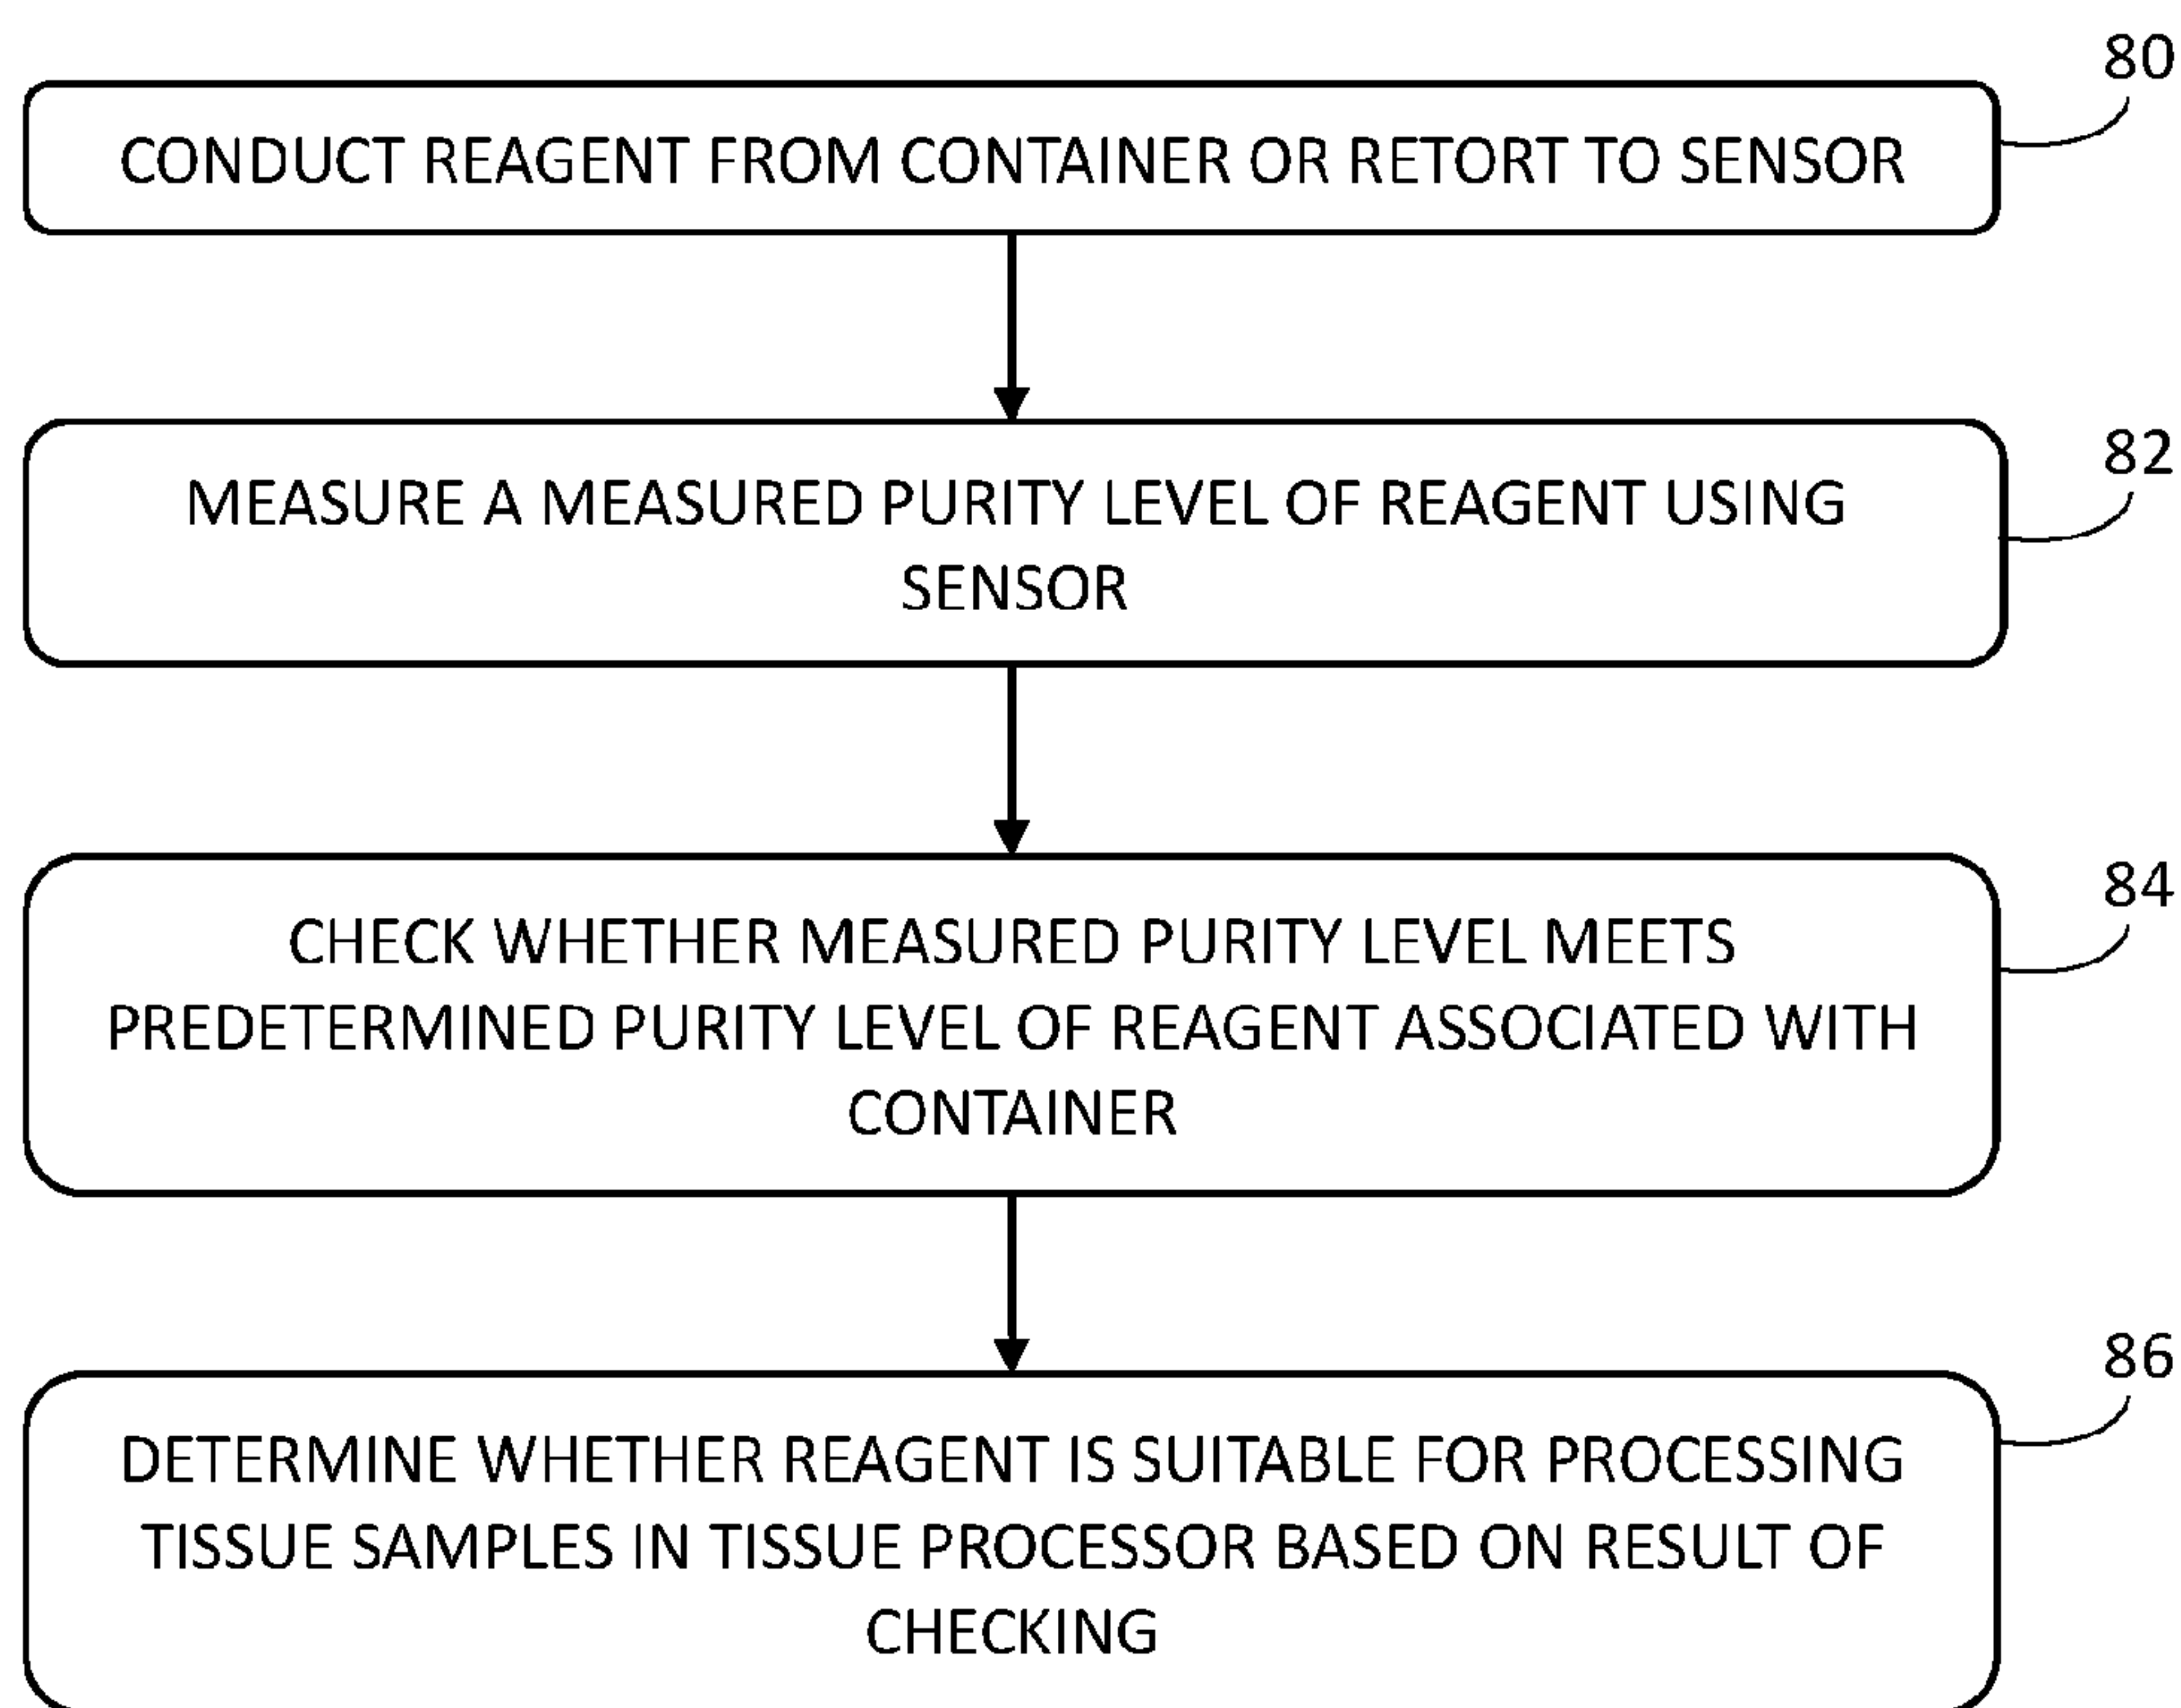 80
CONDUCT REAGENT FROM CONTAINER OR RETORT TO SENSOR
82
MEASURE A MEASURED PURITY LEVEL OF REAGENT USING
SENSOR
84
CHECK WHETHER MEASURED PURITY LEVEL MEETS
PREDETERMINED PURITY LEVEL OF REAGENT ASSOCIATED WITH
CONTAINER
86
DETERMINE WHETHER REAGENT IS SUITABLE FOR PROCESSING
TISSUE SAMPLES IN TISSUE PROCESSOR BASED ON RESULT OF
CHECKING